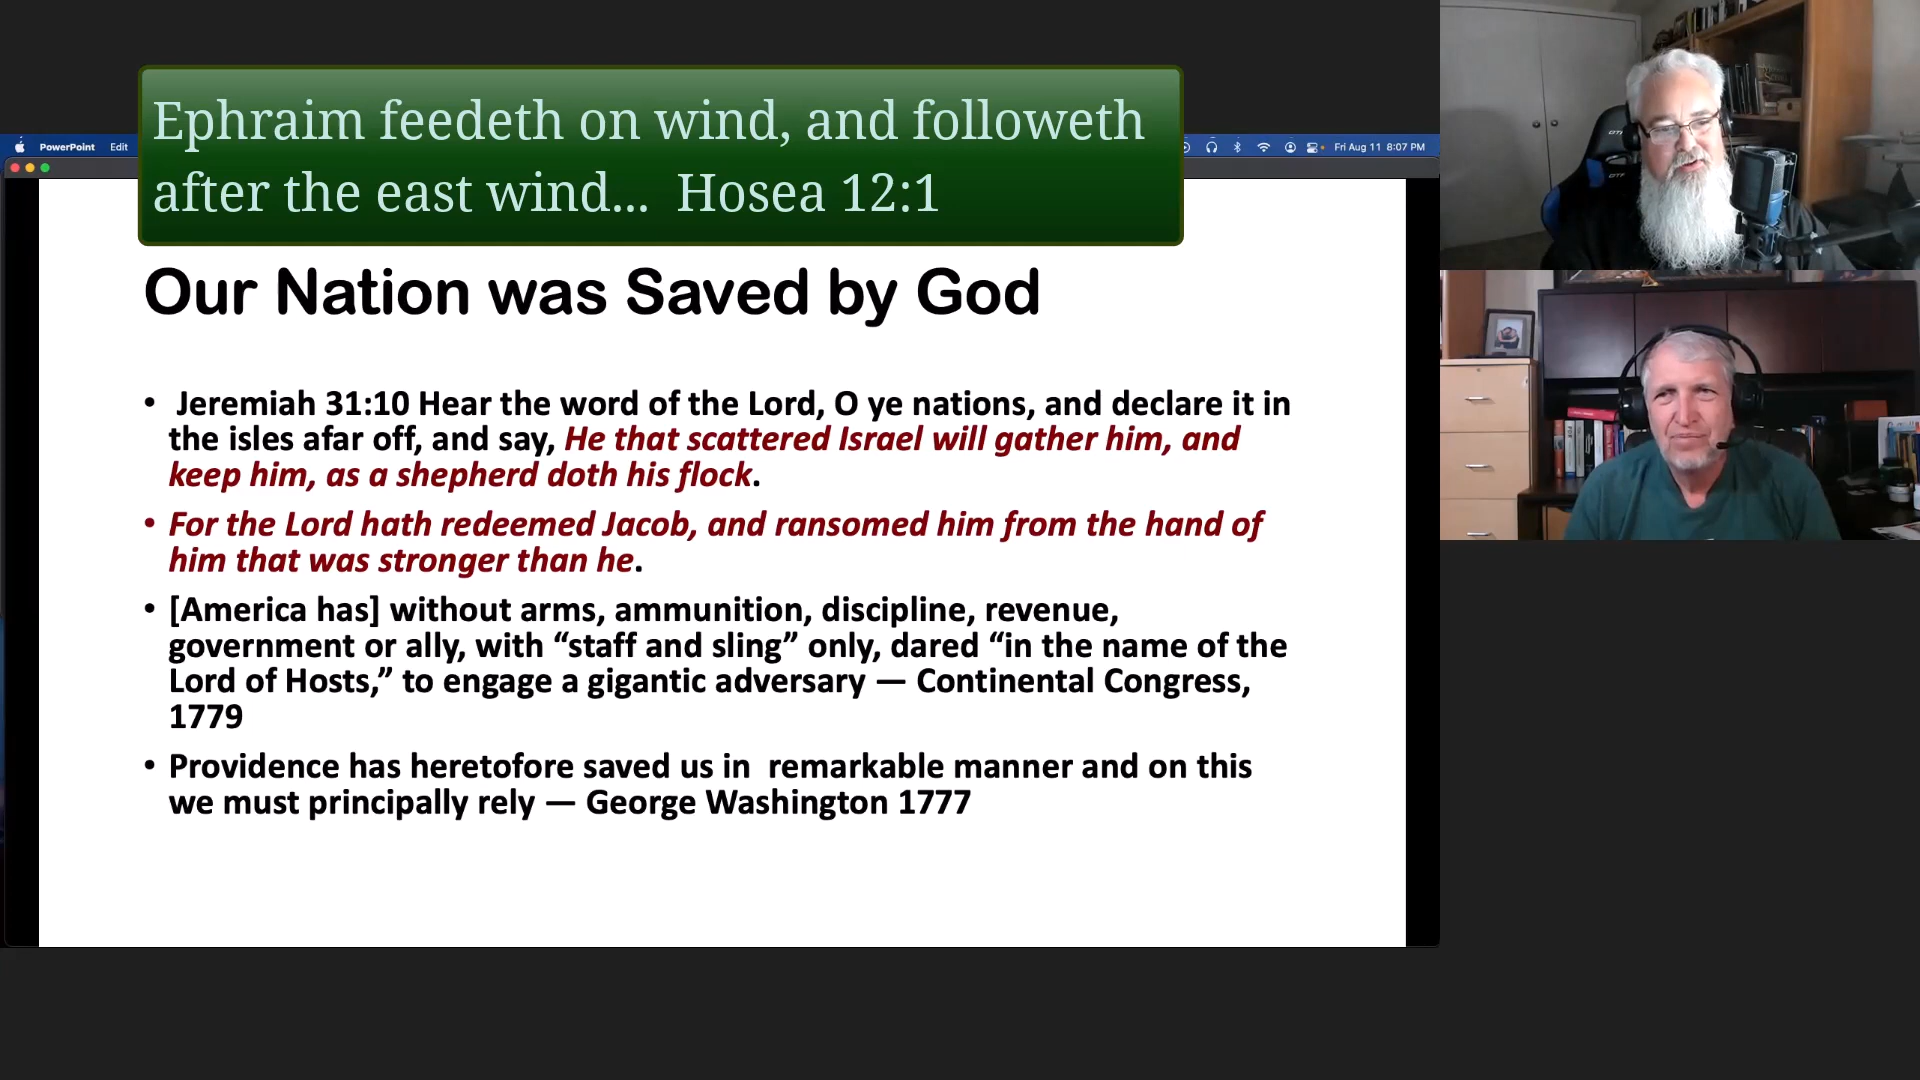 Ephraim feedeth on wind, and followeth
after the east wind... Hosea 12:1
PowerPoint Edit
Fri Aug 11 8:07 PM
Our Nation was Saved by God
• Jeremiah 31:10 Hear the word of the Lord, O ye nations, and declare it in
the isles afar off, and say, He that scattered Israel will gather him, and
keep him, as a shepherd doth his flock.
• For the Lord hath redeemed Jacob, and ransomed him from the hand of
him that was stronger than he.
• [America has] without arms, ammunition, discipline, revenue,
government or ally, with “staff and sling” only, dared “in the name of the
Lord of Hosts,” to engage a gigantic adversary — Continental Congress,
1779
• Providence has heretofore saved us in remarkable manner and on this
we must principally rely — George Washington 1777